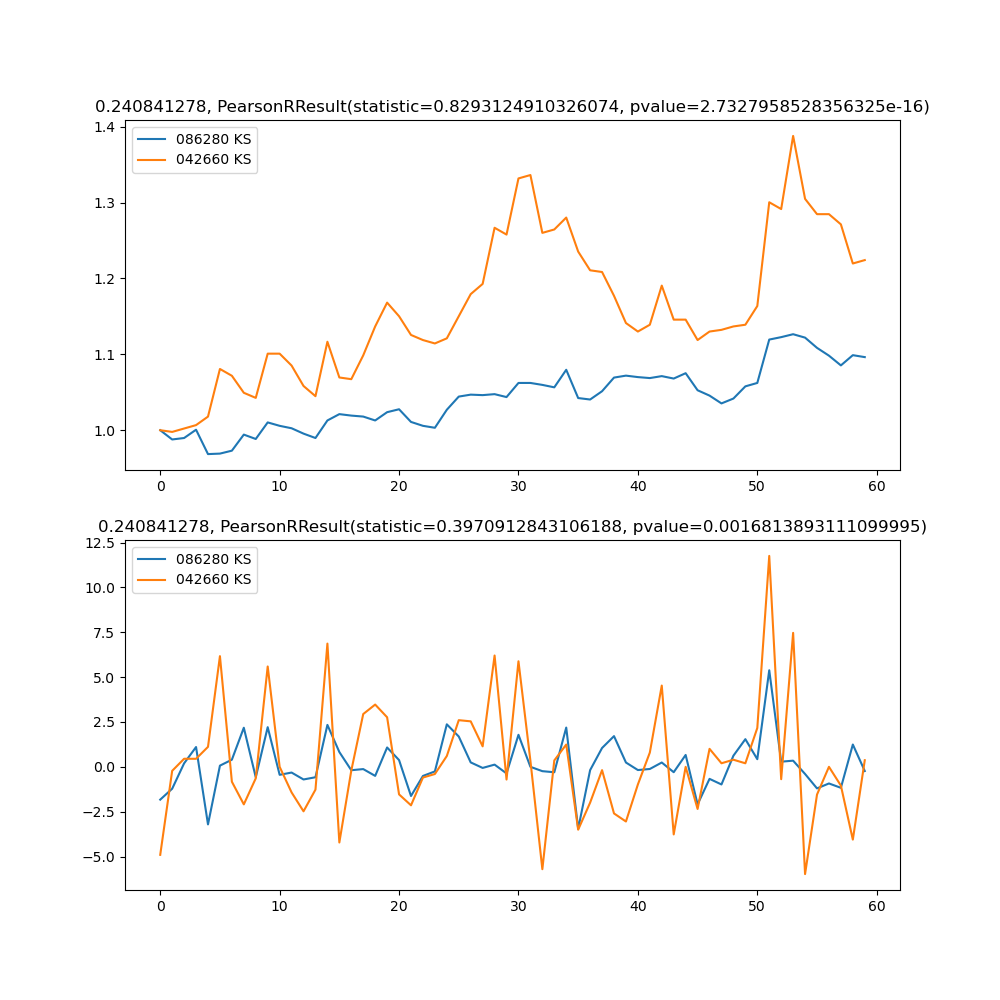 0.240841278, PearsonRResult(statistic=0.8293124910326074, pvalue=2.7327958528356325e-16)
086280 KS
042660 KS
1.4
1.3
1.2
1.1
1.0
0 10 20 30 40 50 60
0.240841278, PearsonRResult(statistic=0.3970912843106188, pvalue=0.0016813893111099995)
086280 KS
042660 KS
12.5
10.0
7.5
5.0
2.5
0.0
−2.5
−5.0
0 10 20 30 40 50 60